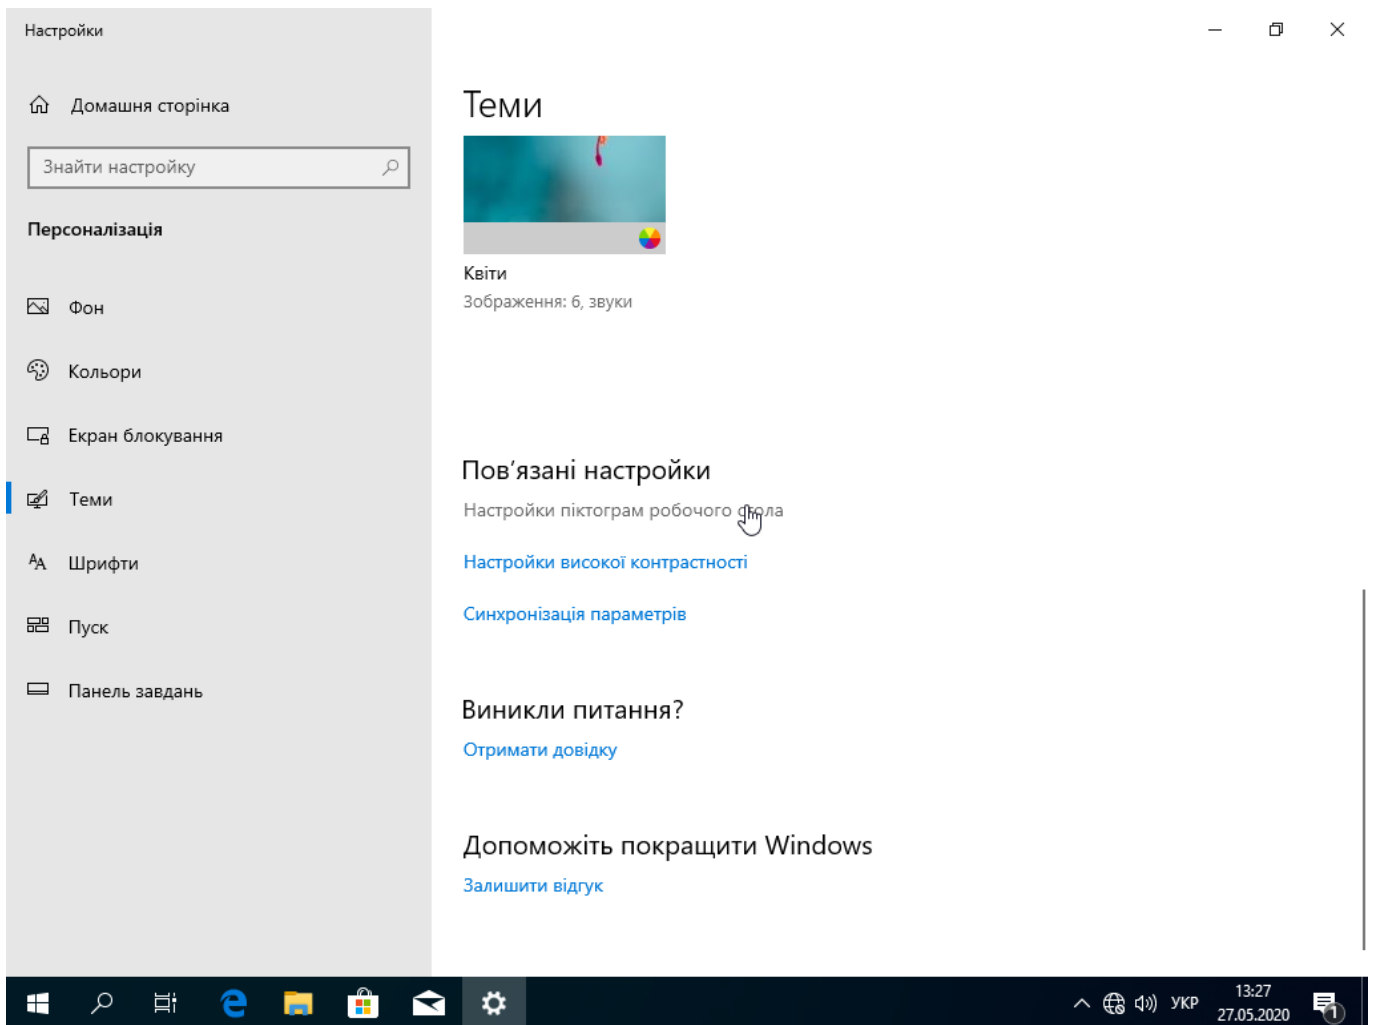 Настройки
Домашня сторінка
Знайти настройку
Персоналізація
Фон
Кольори
Екран блокування
Теми
Шрифти
Пуск
Панель завдань
Теми
Квіти
Зображення: 6, звуки
Пов’язані настройки
Настройки піктограм робочого стола
Настройки високої контрастності
Синхронізація параметрів
Виникли питання?
Отримати довідку
Допоможіть покращити Windows
Залишити відгук
УКР
13:27
27.05.2020
1